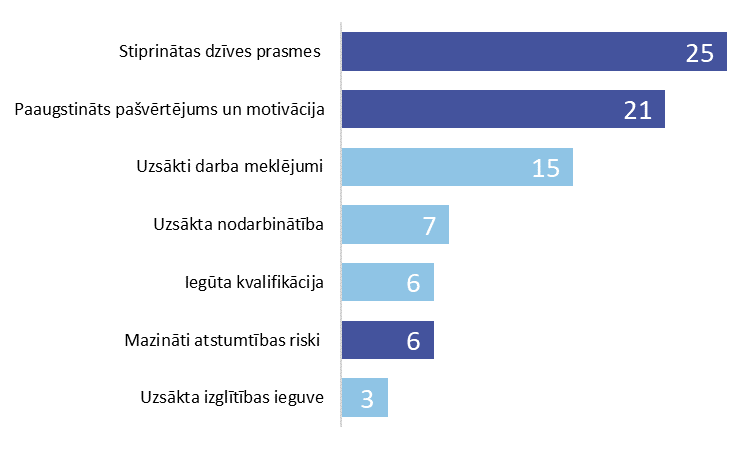 Stiprinātas dzīves prasmes 25
Paaugstināts pašvērtējums un motivācija 21
Uzsākti darba meklējumi 15
Uzsākta nodarbinātība 7
Iegūta kvalifikācija 6
Mazināti atstumtības riski 6
Uzsākta izglītības ieguve 3